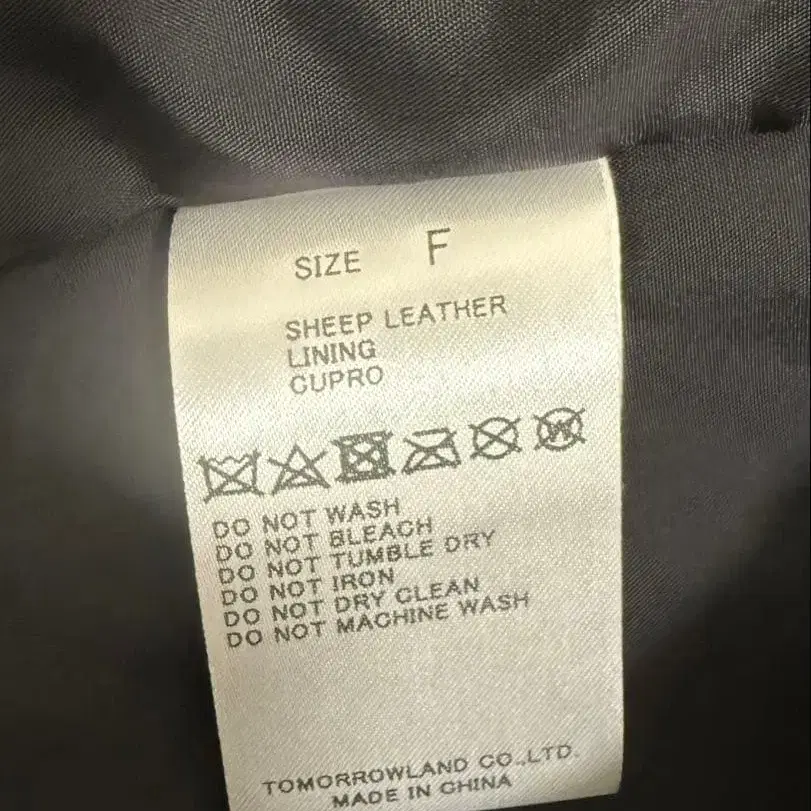 SIZE F
SHEEP LEATHER
LINING
CUPRO
W
DO NOT WASH
DO NOT BLEACH
DO NOT TUMBLE DRY
DO NOT IRON
DO NOT DRY CLEAN
DO NOT MACHINE WASH
TOMORROWLAND CO.,LTD.
MADE IN CHINA